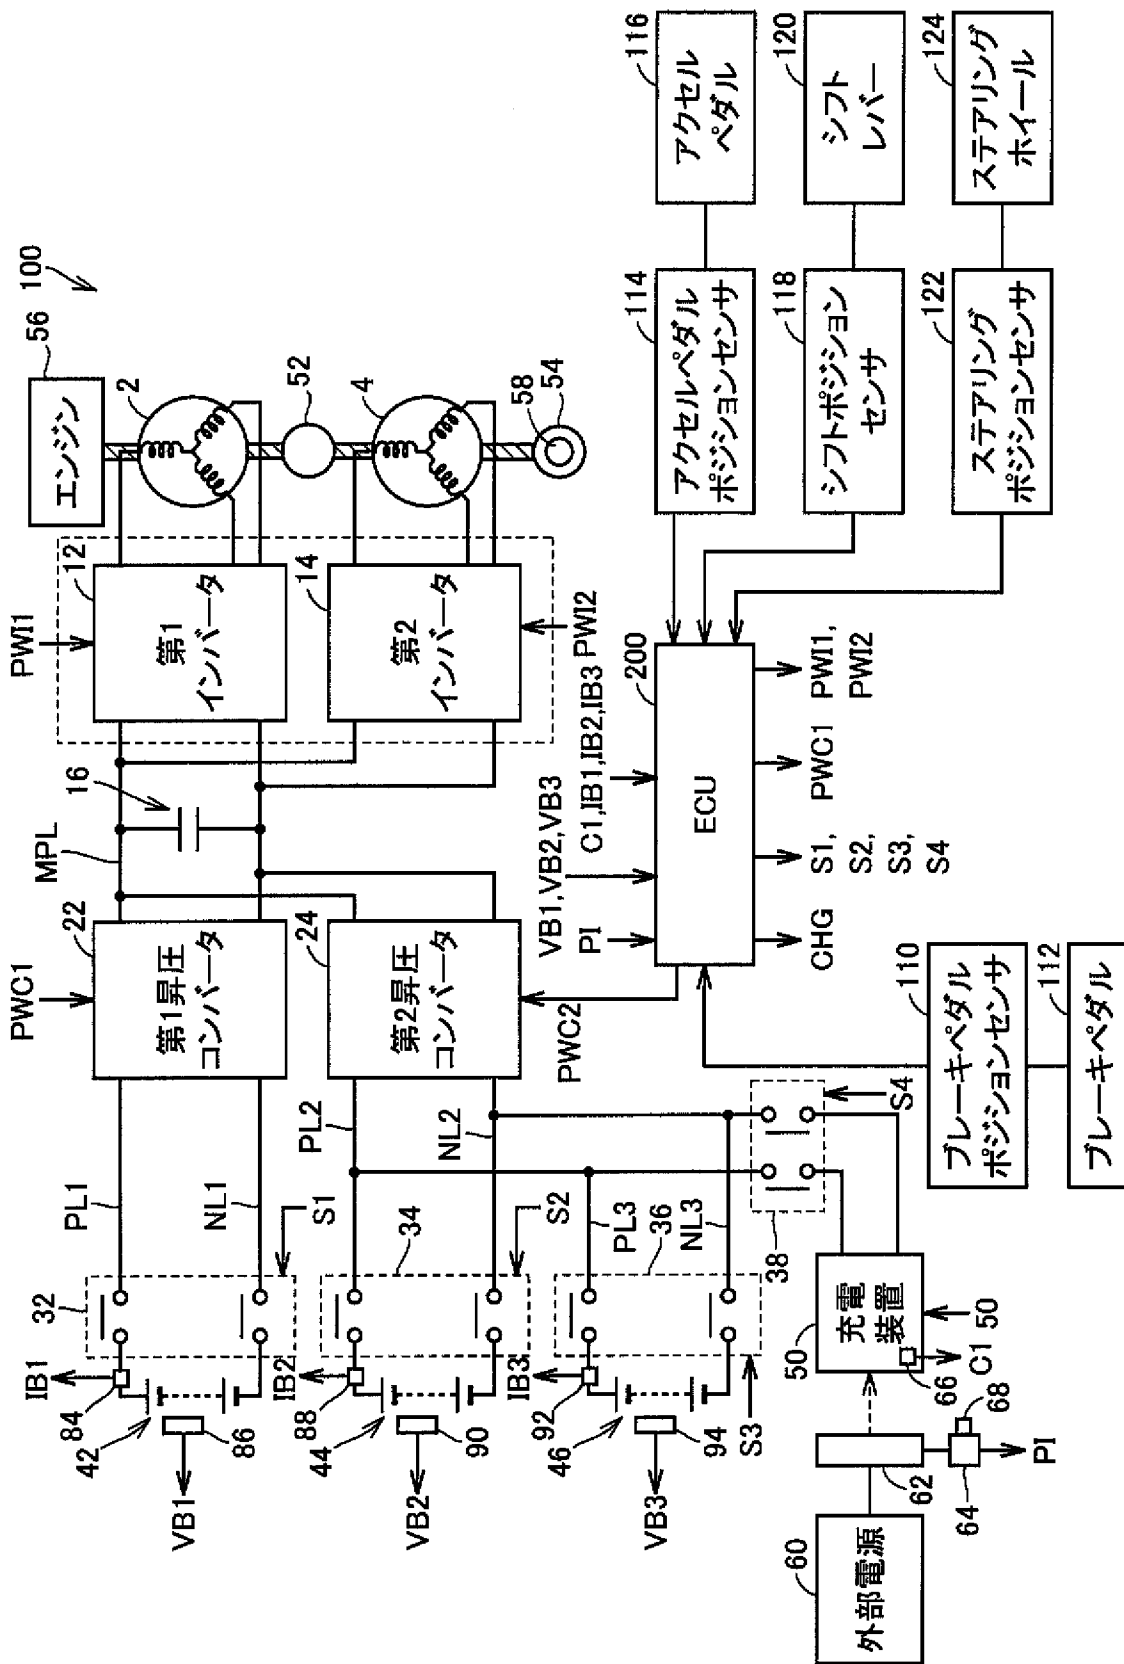 100
エンジン
56
2
52
4
58
54
PWI1
12
第1
インバータ
14
第2
インバータ
PWI2
16
MPL
PWC1
22
第1昇圧
コンバータ
24
第2昇圧
コンバータ
PWC2
PL1
NL1
PL2
NL2
PL3
NL3
S1
32
34
S2
36
38
S4
IB1
84
42
86
VB1
IB2
88
44
90
VB2
IB3
92
46
94
VB3
S3
50
充電
装置
50
66
C1
68
64
PI
62
60
外部電源
VB1,VB2,VB3
C1,IB1,IB2,IB3
PI
200
ECU
CHG
S1,
S2,
S3,
S4
PWC1
PWI1,
PWI2
110
ブレーキペダル
ポジションセンサ
112
ブレーキペダル
114
アクセルペダル
ポジションセンサ
116
アクセル
ペダル
118
シフトポジション
センサ
120
シフト
レバー
122
ステアリング
ポジションセンサ
124
ステアリング
ホイール